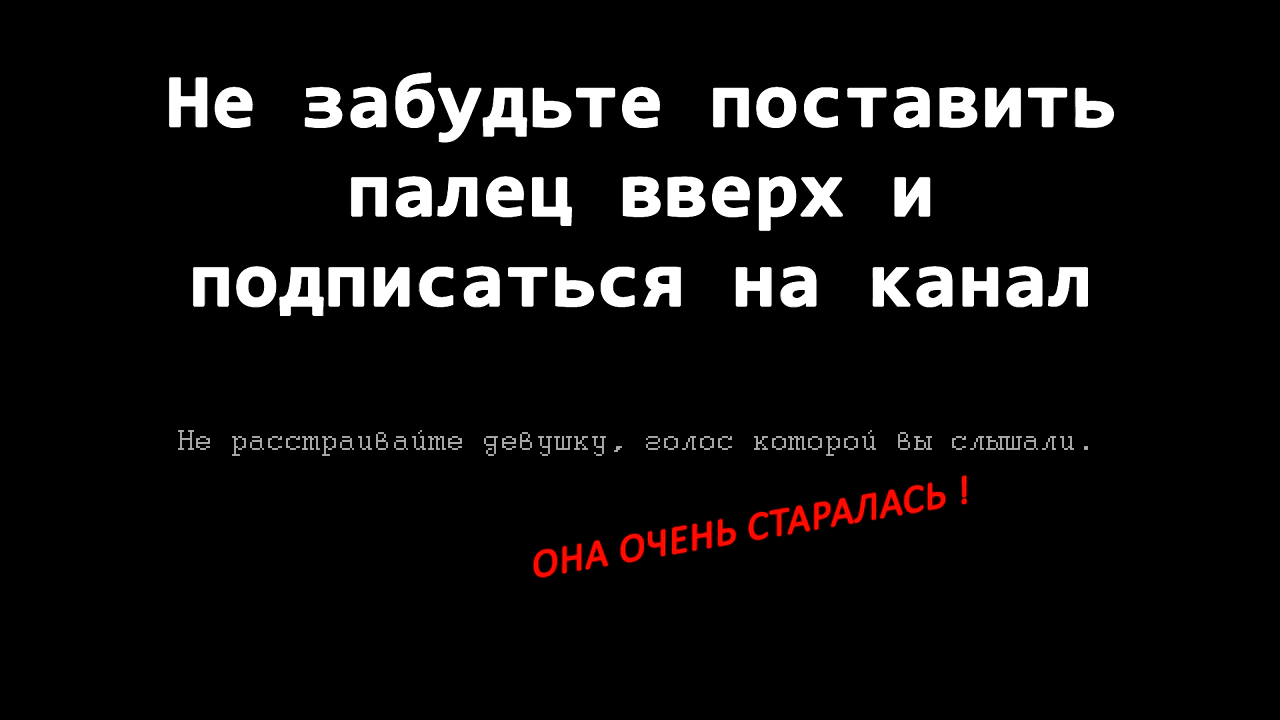 Не забудьте поставить
палец вверх и
подписаться на канал
Не расстраивайте девушку, голос которой вы слышали.
ОНА ОЧЕНЬ СТАРАЛАСЬ !